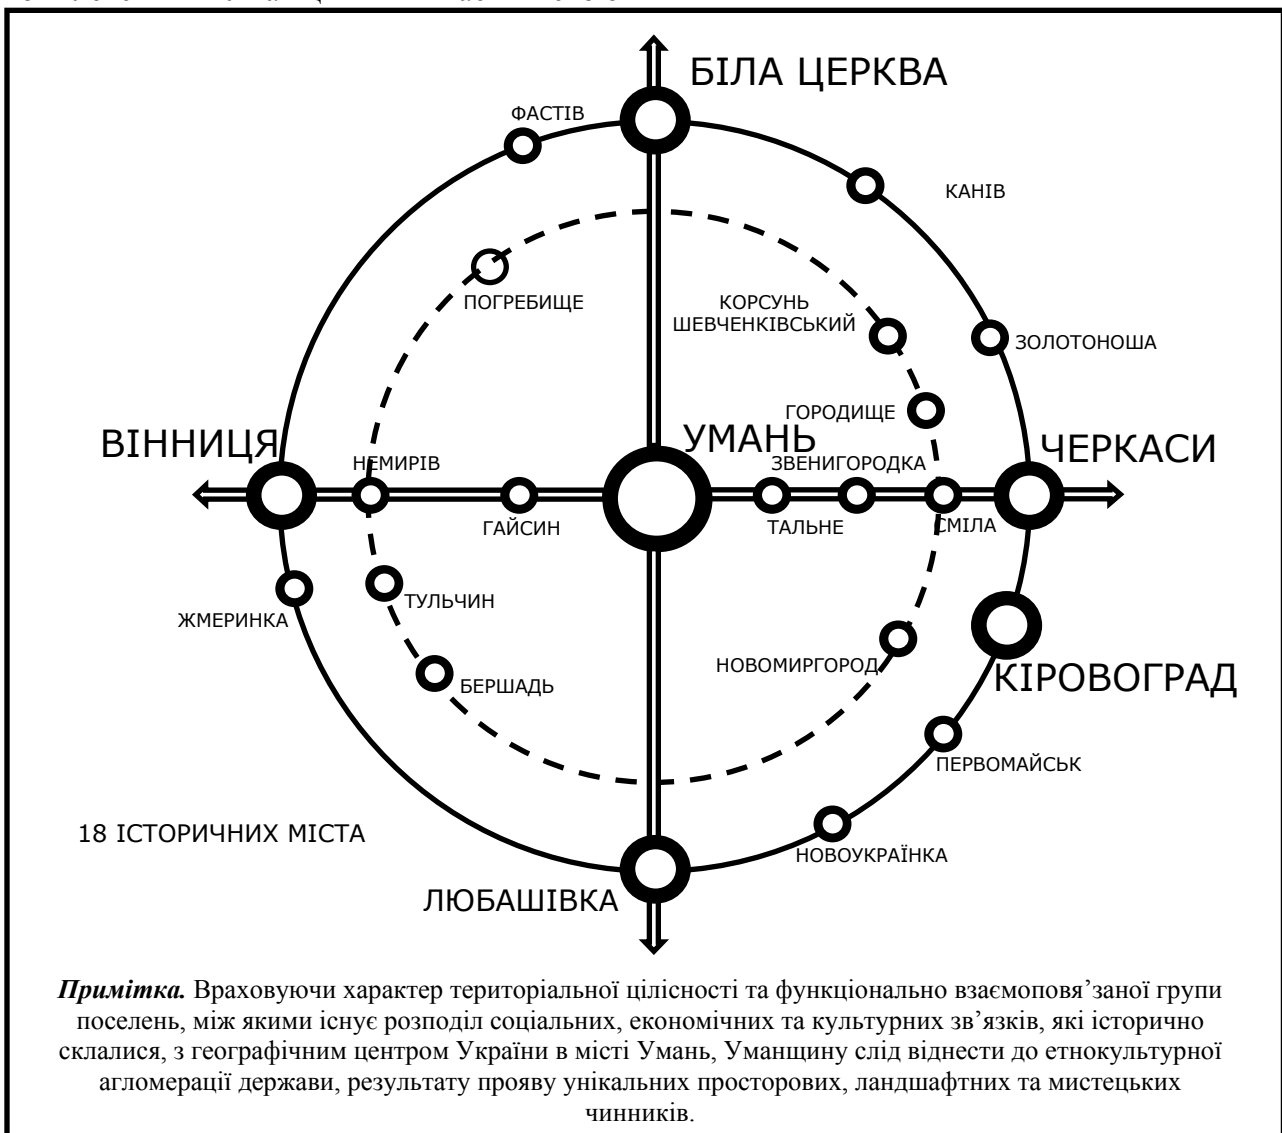 БІЛА ЦЕРКВА
ФАСТІВ
КАНІВ
ПОГРЕБИЩЕ
КОРСУНЬ
ШЕВЧЕНКІВСЬКИЙ
ЗОЛОТОНОША
ГОРОДИЩЕ
ВІННИЦЯ
УМАНЬ
ЧЕРКАСИ
НЕМИРІВ
ЗВЕНИГОРОДКА
ГАЙСИН
ТАЛЬНЕ
СМІЛА
ТУЛЬЧИН
ЖМЕРИНКА
НОВОМИРГОРОД
КІРОВОГРАД
БЕРШАДЬ
ПЕРВОМАЙСЬК
18 ІСТОРИЧНИХ МІСТА
НОВОУКРАЇНКА
ЛЮБАШІВКА
Примітка. Враховуючи характер територіальної цілісності та функціонально взаємоповя’заної групи
поселень, між якими існує розподіл соціальних, економічних та культурних зв’язків, які історично
склалися, з географічним центром України в місті Умань, Уманщину слід віднести до етнокультурної
агломерації держави, результату прояву унікальних просторових, ландшафтних та мистецьких
чинників.